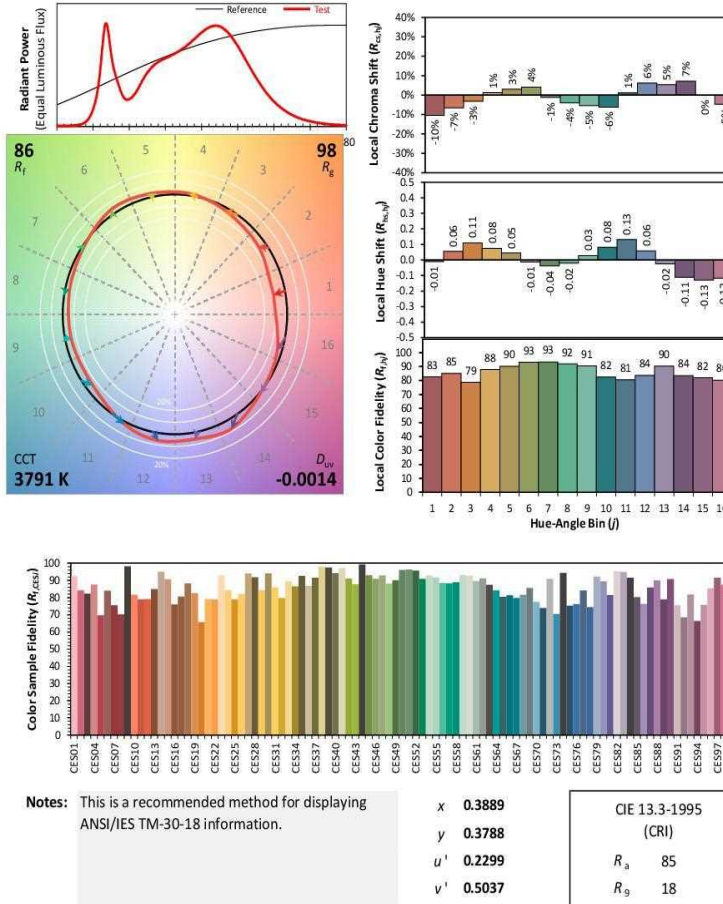 Reference Test
Radiant Power
(Equal Luminous Flux)
80
86
Rf
98
Rg
5 4
6 3
7 2
8 1
9 16
10 15
11 14
12 13
-20%
20%
CCT
3791 K
Duv
-0.0014
Local Chroma Shift (Rcs,hj)
40%
30%
20%
10%
0%
-10%
-20%
-30%
-40%
-10% -7% -3% 1% 3% 4% -1% -4% -5% -6% 1% 6% 5% 7% 0%
Local Hue Shift (Rhs,hj)
0.5
0.4
0.3
0.2
0.1
0.0
-0.1
-0.2
-0.3
-0.4
-0.5
-0.01 0.06 0.11 0.08 0.05 -0.01 -0.04 -0.02 0.03 0.08 0.13 0.06 -0.02 -0.11 -0.13 -0.12
Local Color Fidelity (Rf,hj)
100
90
80
70
60
50
40
30
20
10
0
83 85 79 88 90 93 93 92 91 82 81 84 90 84 82 80
1 2 3 4 5 6 7 8 9 10 11 12 13 14 15 16
Hue-Angle Bin (j)
Color Sample Fidelity (Rf,CESi)
100
90
80
70
60
50
40
30
20
10
0
CES01 CES04 CES07 CES10 CES13 CES16 CES19 CES22 CES25 CES28 CES31 CES34 CES37 CES40 CES43 CES46 CES49 CES52 CES55 CES58 CES61 CES64 CES67 CES70 CES73 CES76 CES79 CES82 CES85 CES88 CES91 CES94 CES97
Notes: This is a recommended method for displaying
ANSI/IES TM-30-18 information.
x 0.3889
y 0.3788
u' 0.2299
v' 0.5037
CIE 13.3-1995
(CRI)
Ra 85
R9 18